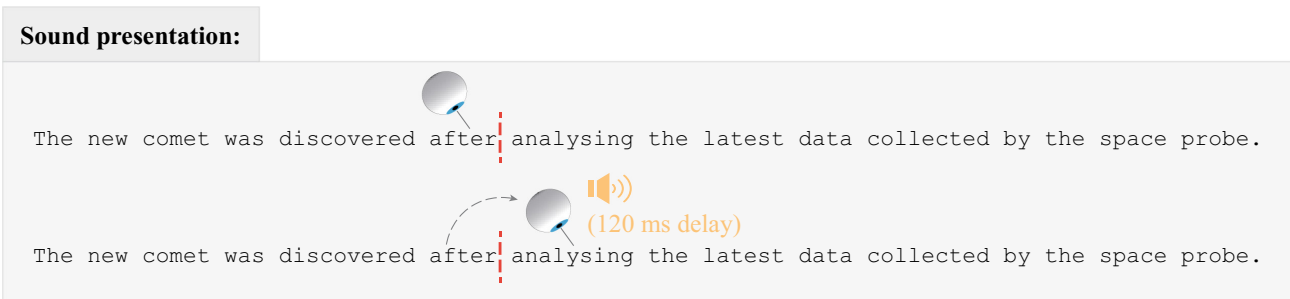 Sound presentation:
The new comet was discovered after analysing the latest data collected by the space probe.
(120 ms delay)
The new comet was discovered after analysing the latest data collected by the space probe.